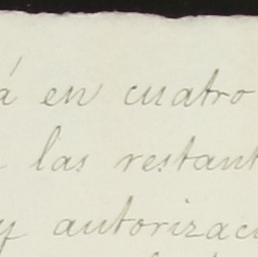 á en cuatro
las restant
y autorizac